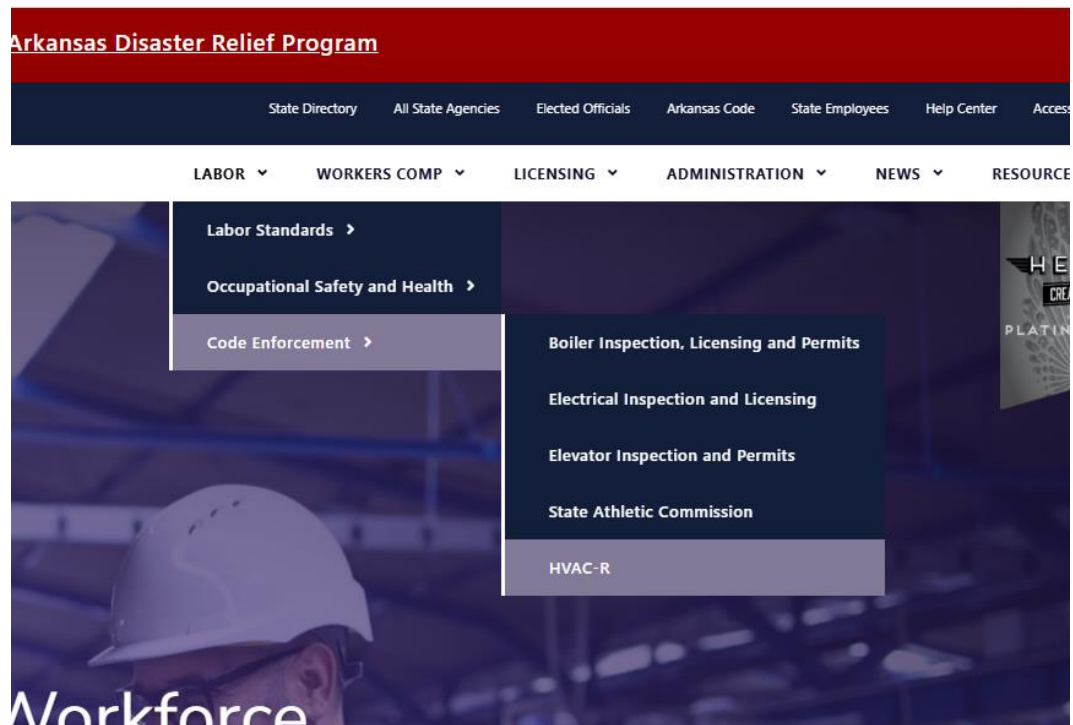 Arkansas Disaster Relief Program
State Directory All State Agencies Elected Officials Arkansas Code State Employees Help Center
LABOR WORKERS COMP LICENSING ADMINISTRATION NEWS RESOURCE
Labor Standards
Occupational Safety and Health
Code Enforcement
Boiler Inspection, Licensing and Permits
Electrical Inspection and Licensing
Elevator Inspection and Permits
State Athletic Commission
HVAC-R
Workforce